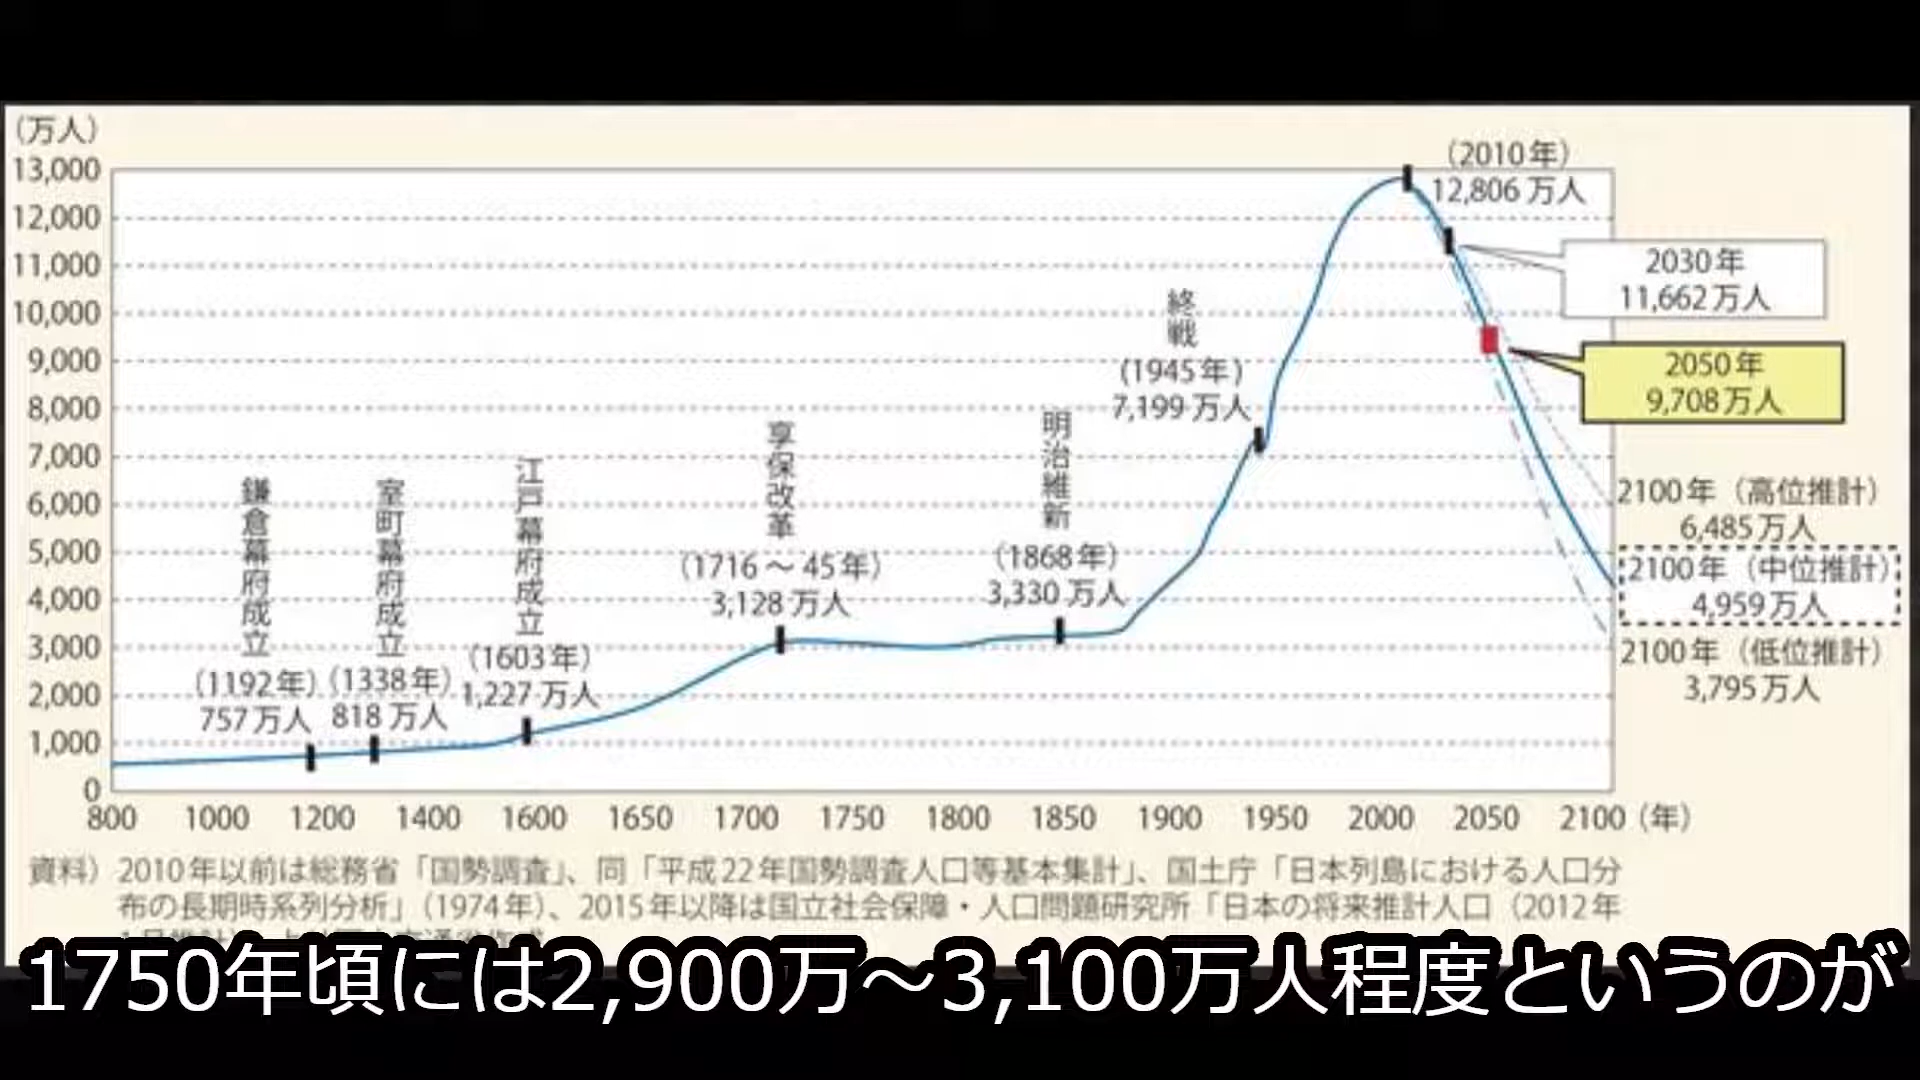 （万人）
13,000
12,000
11,000
10,000
9,000
8,000
7,000
6,000
5,000
4,000
3,000
2,000
1,000
0
800 1000 1200 1400 1600 1650 1700 1750 1800 1850 1900 1950 2000 2050 2100（年）
鎌倉幕府成立
（1192年）
757万人
室町幕府成立
（1338年）
818万人
江戸幕府成立
（1603年）
1,227万人
享保改革
（1716～45年）
3,128万人
明治維新
（1868年）
3,330万人
終戦
（1945年）
7,199万人
（2010年）
12,806万人
2030年
11,662万人
2050年
9,708万人
2100年（高位推計）
6,485万人
2100年（中位推計）
4,959万人
2100年（低位推計）
3,795万人
資料）2010年以前は総務省「国勢調査」、同「平成22年国勢調査人口等基本集計」、国土庁「日本列島における人口分
布の長期時系列分析」（1974年）、2015年以降は国立社会保障・人口問題研究所「日本の将来推計人口（2012年
1750年頃には2,900万～3,100万人程度というのが